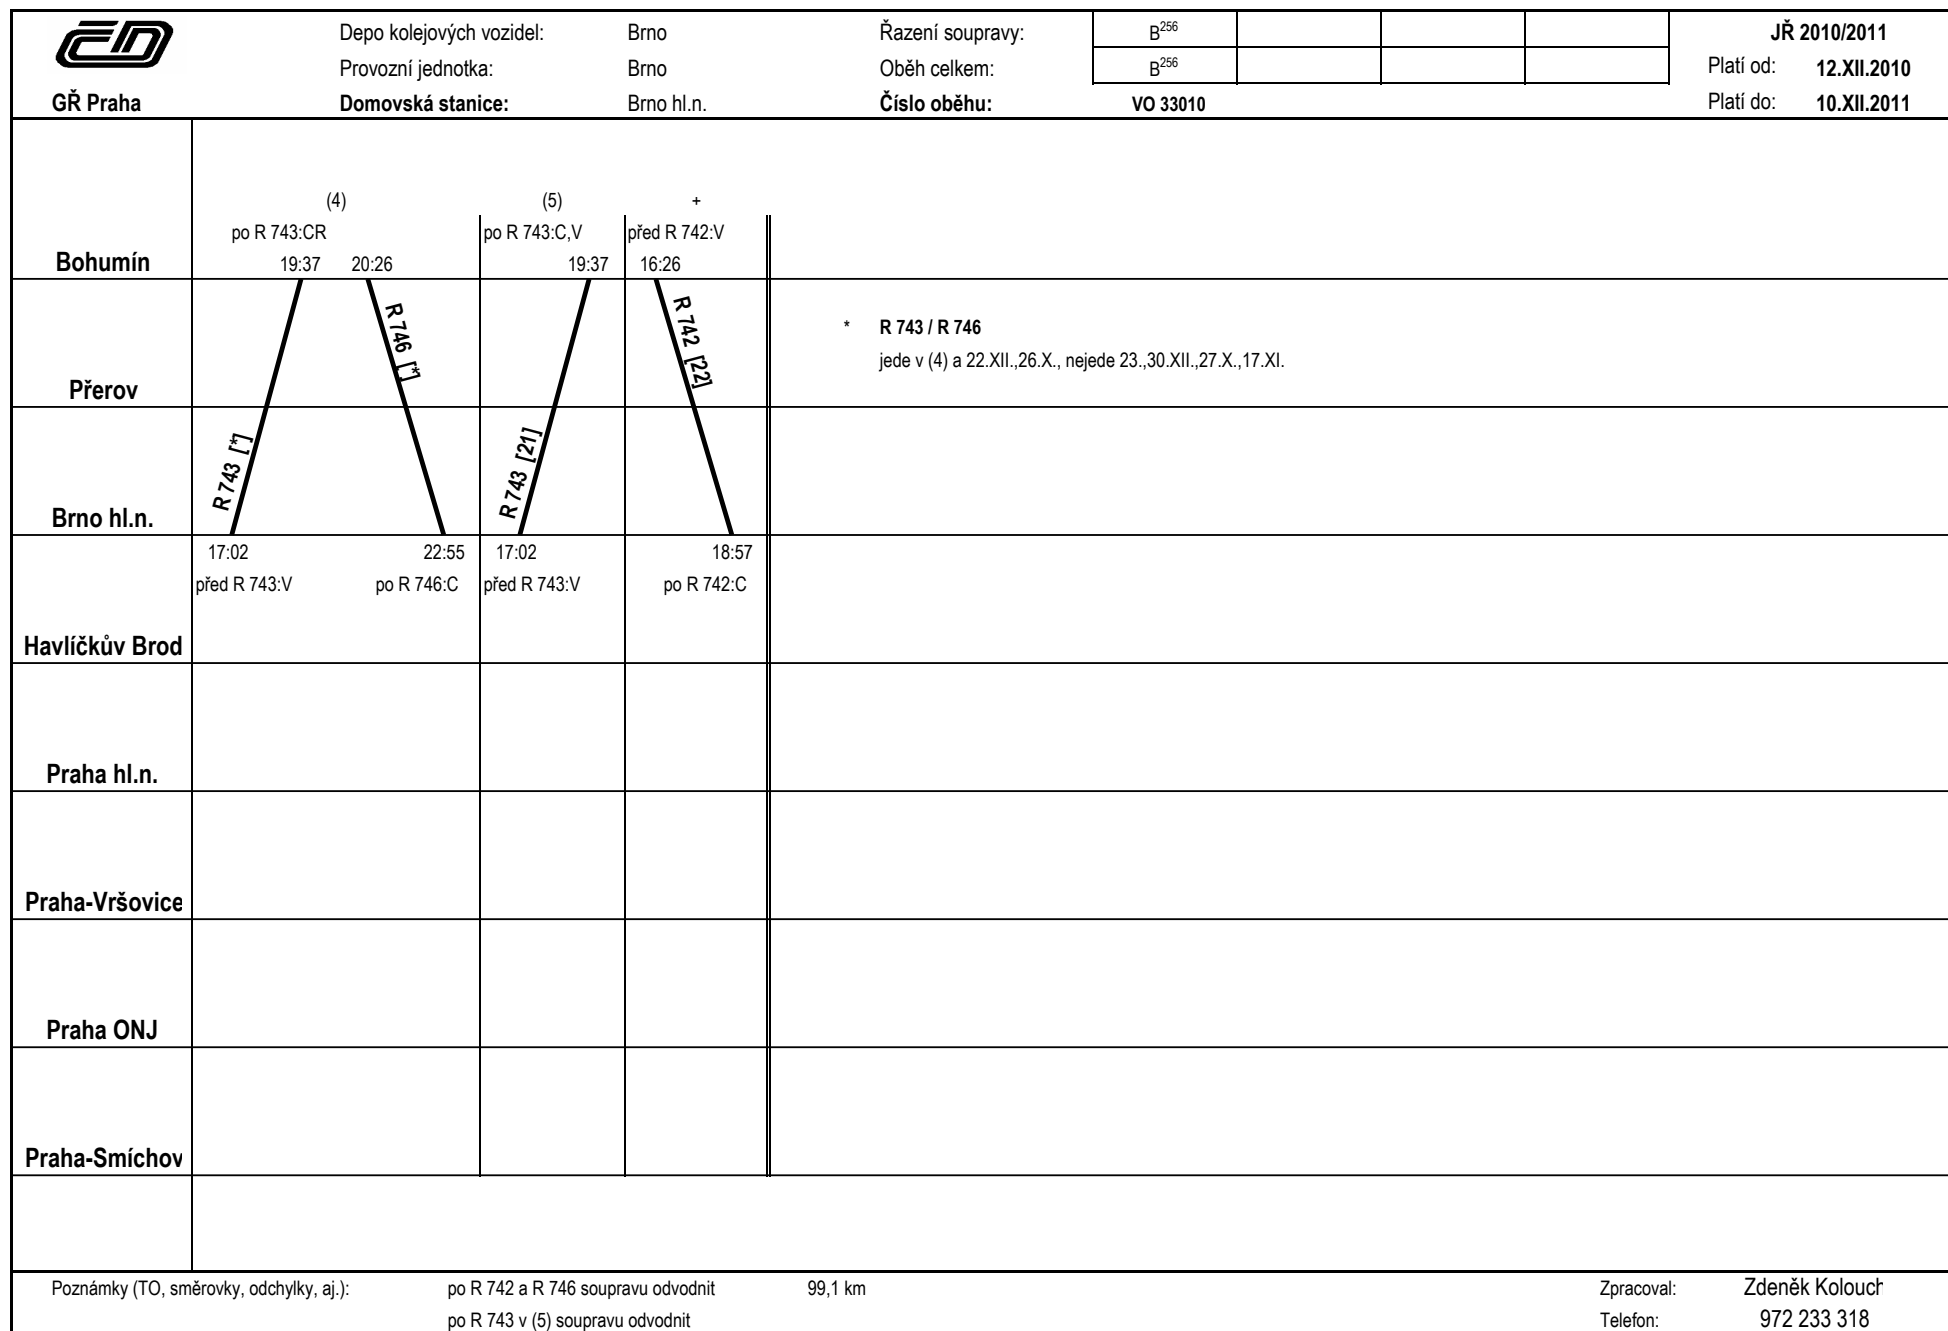 ČD Depo kolejových vozidel: Brno Řazení soupravy: B256 JŘ 2010/2011
Provozní jednotka: Brno Oběh celkem: B256 Platí od: 12.XII.2010
GŘ Praha Domovská stanice: Brno hl.n. Číslo oběhu: VO 33010 Platí do: 10.XII.2011
(4) (5) +
po R 743:CR po R 743:C,V před R 742:V
Bohumín 19:37 20:26 19:37 16:26
R 746 [*] R 742 [22]
* R 743 / R 746
jede v (4) a 22.XII.,26.X., nejede 23.,30.XII.,27.X.,17.XI.
Přerov
R 743 [*] R 743 [21]
Brno hl.n.
17:02 22:55 17:02 18:57
před R 743:V po R 746:C před R 743:V po R 742:C
Havlíčkův Brod
Praha hl.n.
Praha-Vršovice
Praha ONJ
Praha-Smíchov
Poznámky (TO, směrovky, odchylky, aj.): po R 742 a R 746 soupravu odvodnit 99,1 km Zpracoval: Zdeněk Kolouch
po R 743 v (5) soupravu odvodnit Telefon: 972 233 318